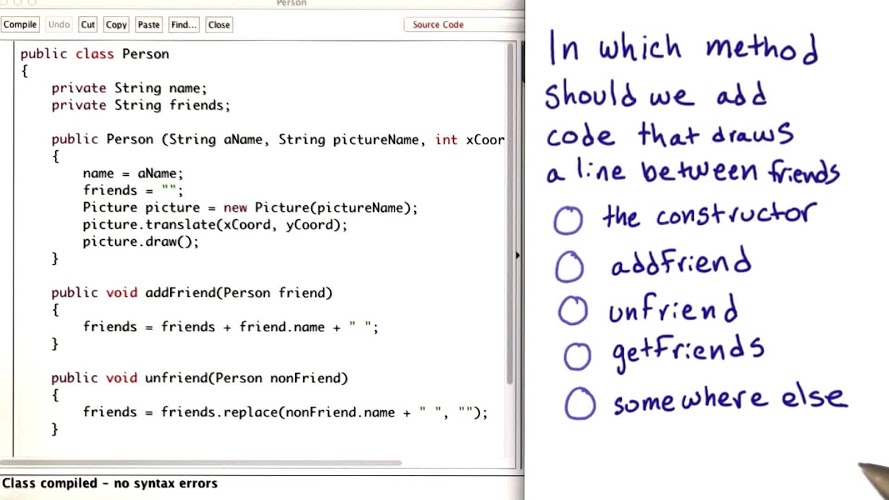 Person
Compile Undo Cut Copy Paste Find... Close Source Code
public class Person
{
private String name;
private String friends;
public Person (String aName, String pictureName, int xCoor
{
name = aName;
friends = "";
Picture picture = new Picture(pictureName);
picture.translate(xCoord, yCoord);
picture.draw();
}
public void addFriend(Person friend)
{
friends = friends + friend.name + " ";
}
public void unfriend(Person nonFriend)
{
friends = friends.replace(nonFriend.name + " ", "");
}
Class compiled - no syntax errors
In which method
should we add
code that draws
a line between friends
the constructor
addFriend
unfriend
getFriends
somewhere else